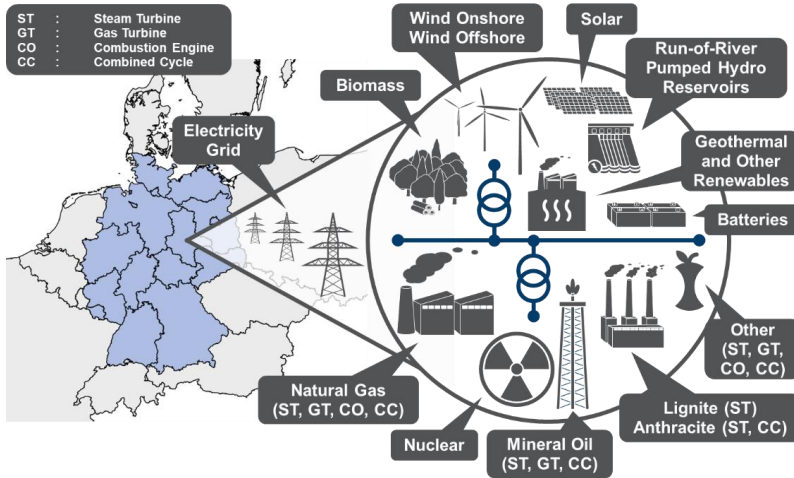 ST : Steam Turbine
GT : Gas Turbine
CO : Combustion Engine
CC : Combined Cycle
Wind Onshore
Wind Offshore
Solar
Run-of-River
Pumped Hydro
Reservoirs
Biomass
Electricity
Grid
Geothermal
and Other
Renewables
Batteries
Other
(ST, GT,
CO, CC)
Natural Gas
(ST, GT, CO, CC)
Lignite (ST)
Anthracite (ST, CC)
Nuclear
Mineral Oil
(ST, GT, CC)